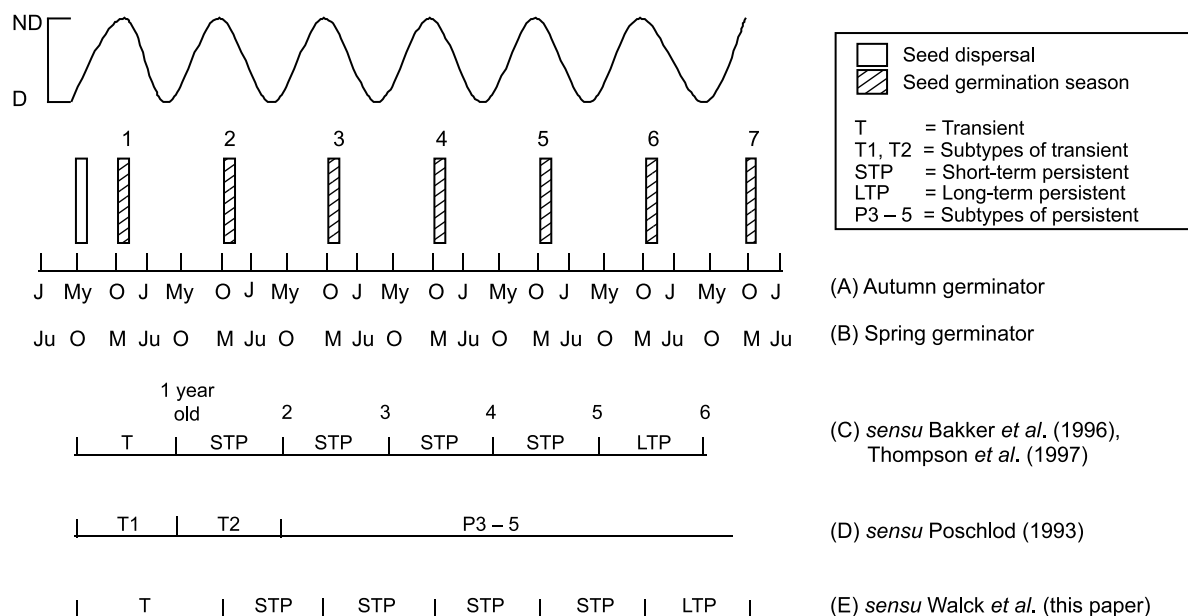 ND
D
Seed dispersal
Seed germination season
T = Transient
T1, T2 = Subtypes of transient
STP = Short-term persistent
LTP = Long-term persistent
P3 – 5 = Subtypes of persistent
1 2 3 4 5 6 7
J My O J My O J My O J My O J My O J My O J My O J
(A) Autumn germinator
Ju O M Ju O M Ju O M Ju O M Ju O M Ju O M Ju O M Ju
(B) Spring germinator
1 year
old 2 3 4 5 6
T STP STP STP STP LTP
(C) sensu Bakker et al. (1996),
Thompson et al. (1997)
T1 T2 P3 – 5
(D) sensu Poschlod (1993)
T STP STP STP STP LTP
(E) sensu Walck et al. (this paper)